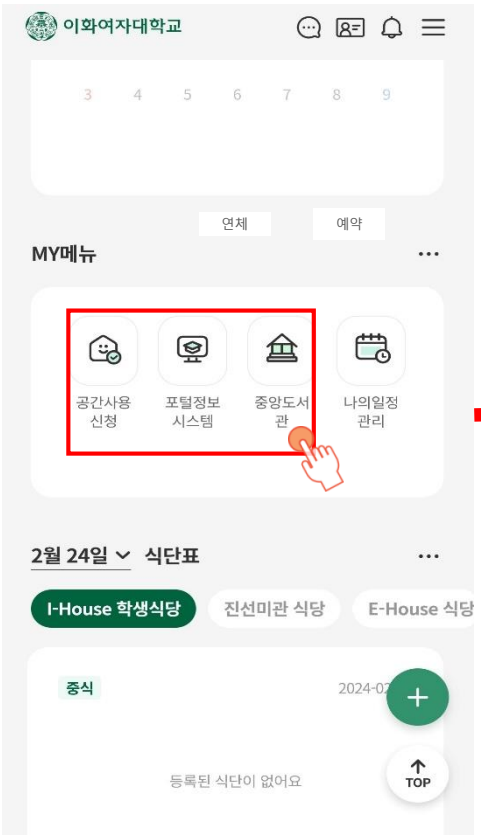 이화여자대학교
3 4 5 6 7 8 9
연체 예약
MY메뉴
공간사용 신청
포털정보 시스템
중앙도서관
나의일정 관리
2월 24일 식단표
I-House 학생식당 진선미관 식당 E-House 식당
중식 2024-02
등록된 식단이 없어요
TOP